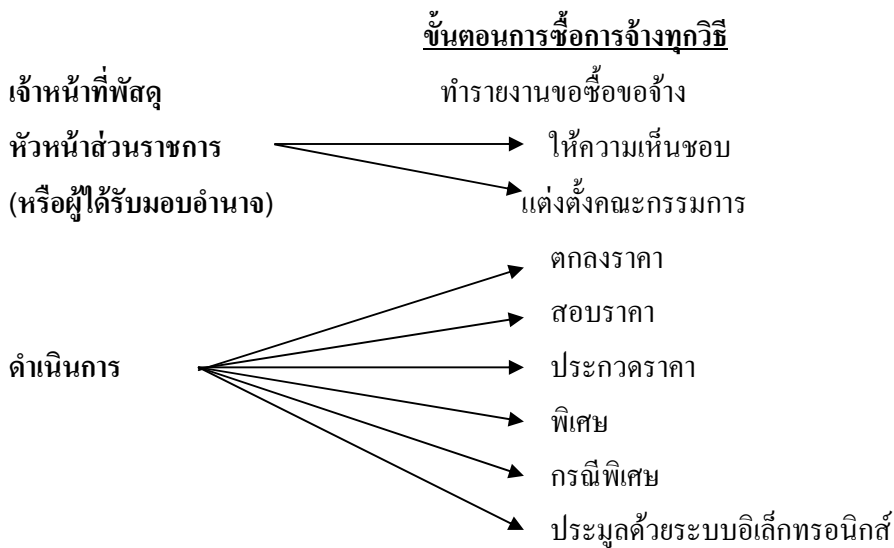 ขั้นตอนการซื้อการจ้างทุกวิธี
เจ้าหน้าที่พัสดุ ทำรายงานขอซื้อขอจ้าง
หัวหน้าส่วนราชการ ให้ความเห็นชอบ
(หรือผู้ได้รับมอบอำนาจ) แต่งตั้งคณะกรรมการ
ตกลงราคา
สอบราคา
ดำเนินการ ประกวดราคา
พิเศษ
กรณีพิเศษ
ประมูลด้วยระบบอิเล็กทรอนิกส์